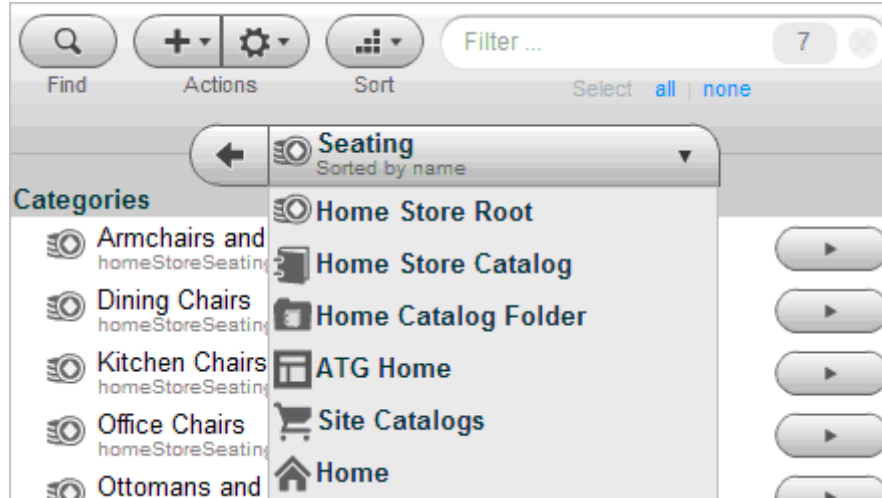 Filter ...
7
Find
Actions
Sort
Select all | none
Seating
Sorted by name
Categories
Home Store Root
Armchairs and
homeStoreSeating
Home Store Catalog
Dining Chairs
homeStoreSeating
Home Catalog Folder
Kitchen Chairs
homeStoreSeating
ATG Home
Office Chairs
homeStoreSeating
Site Catalogs
Ottomans and
Home